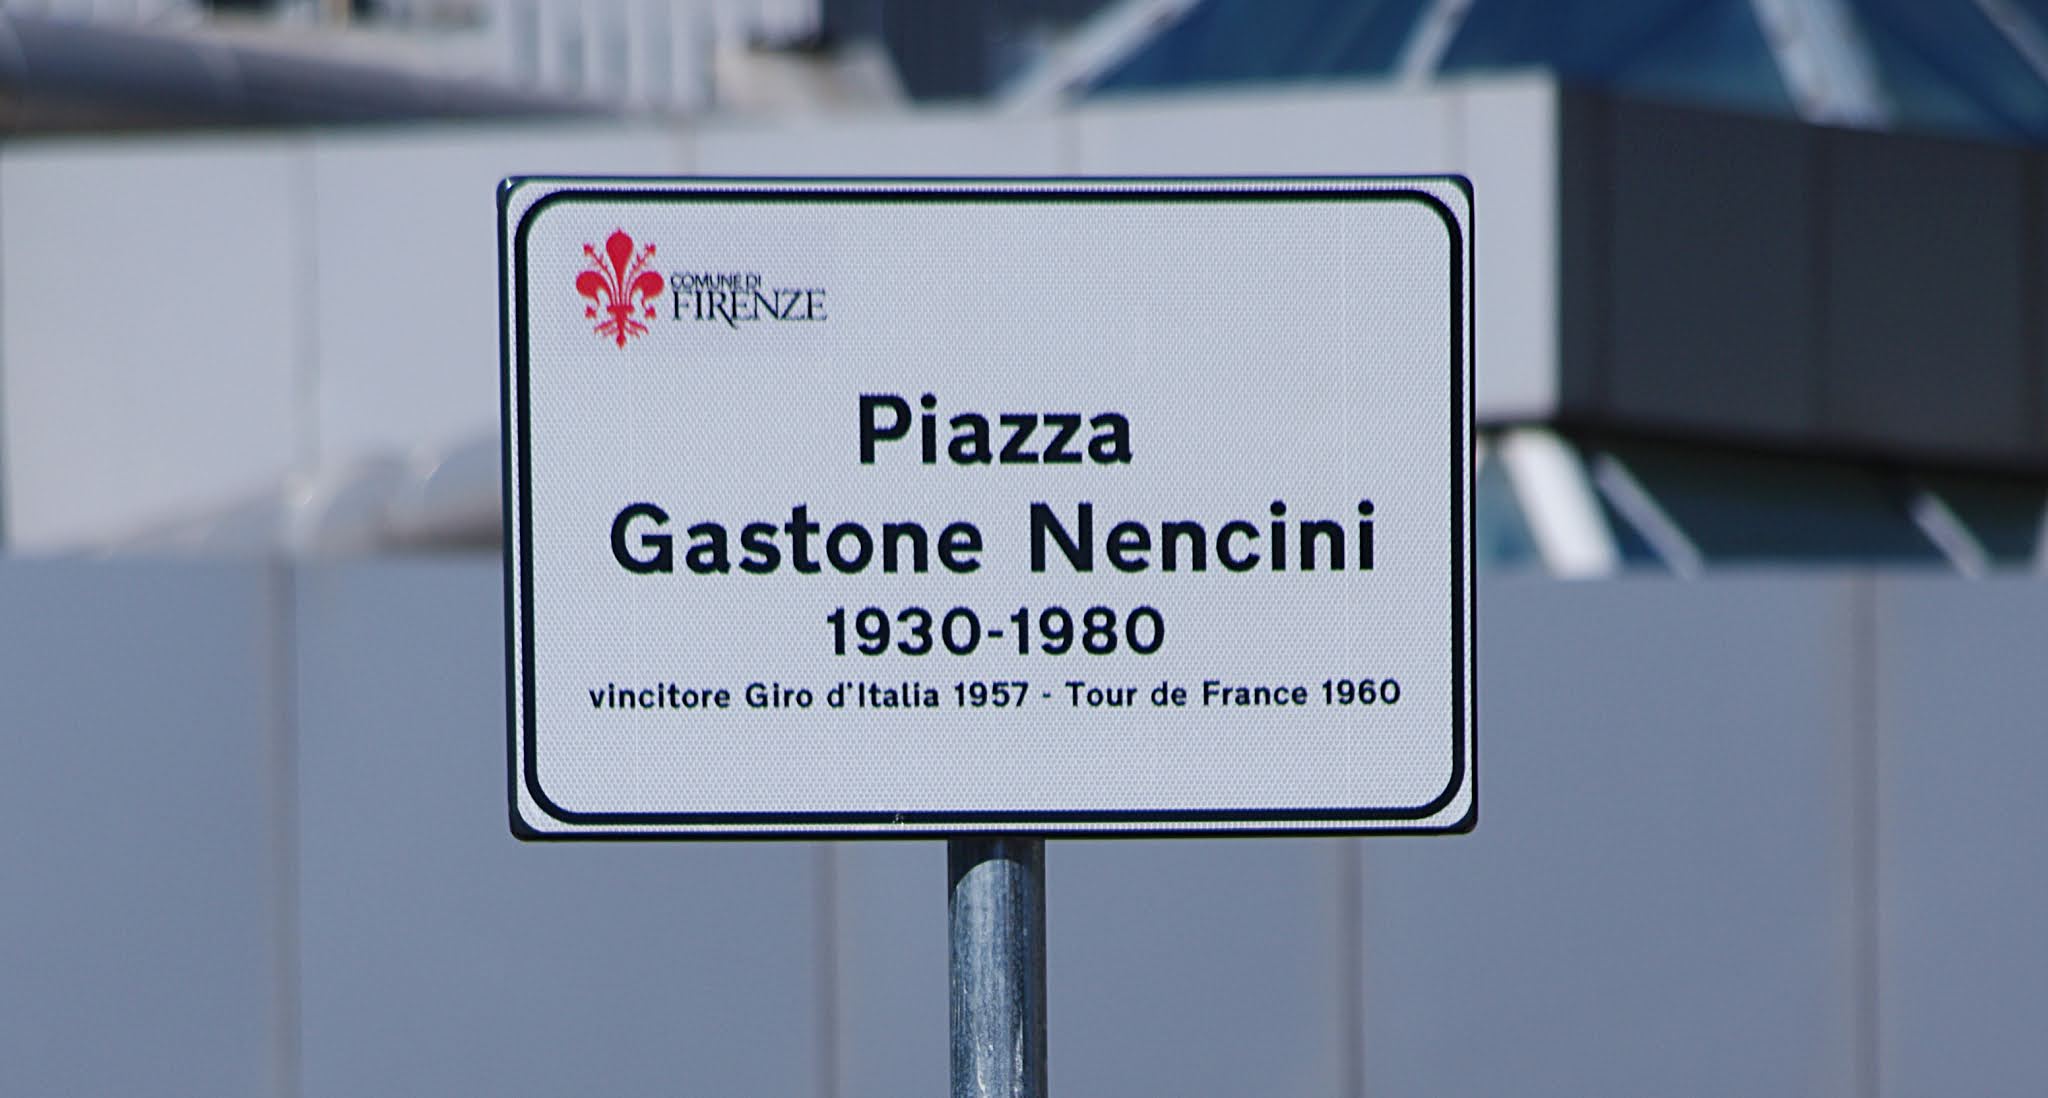 COMUNE DI
FIRENZE
Piazza
Gastone Nencini
1930-1980
vincitore Giro d'Italia 1957 - Tour de France 1960